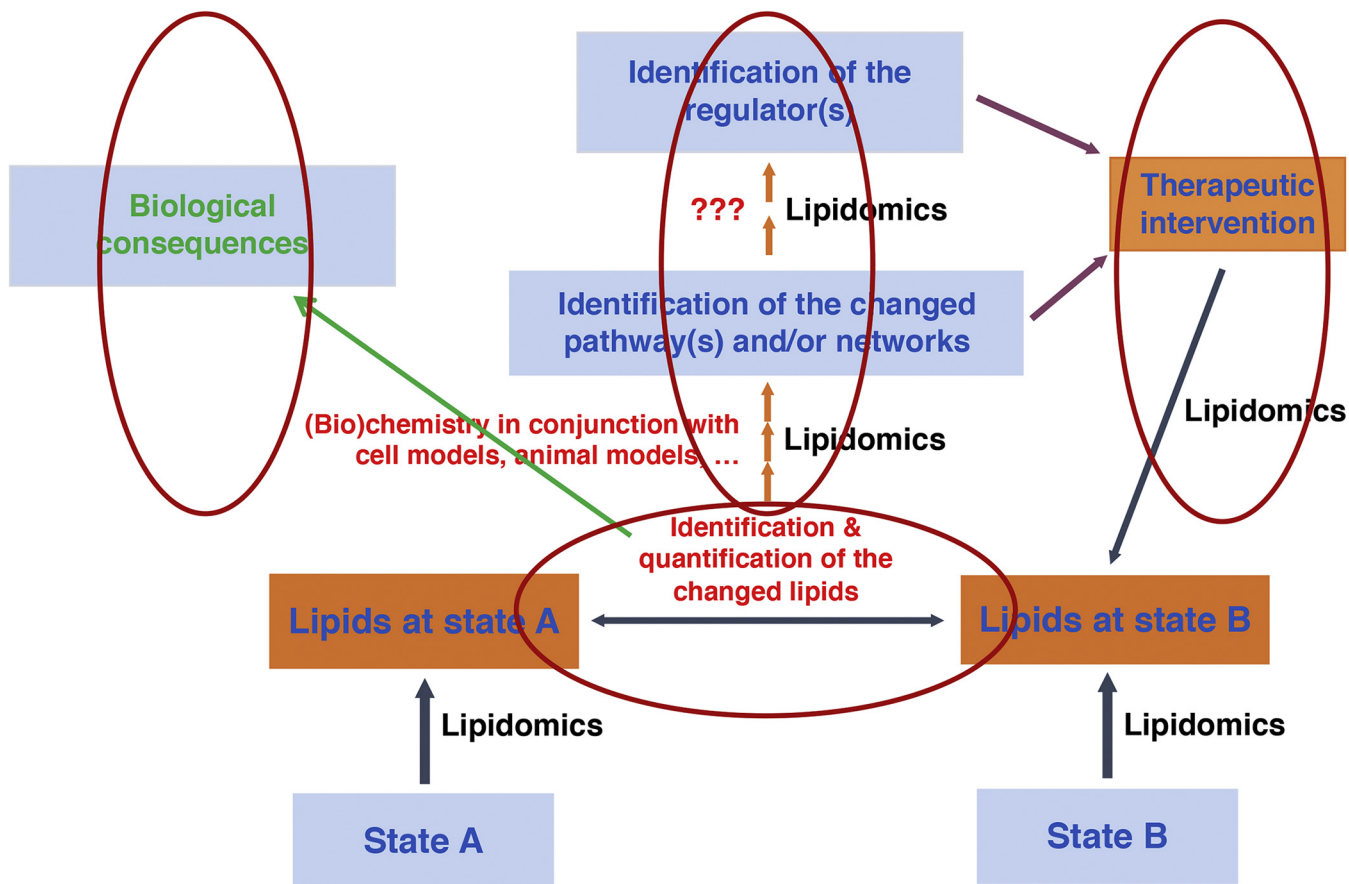 Identification of the
regulator(s)
Biological
consequences
Therapeutic
intervention
??? Lipidomics
Identification of the changed
pathway(s) and/or networks
Lipidomics
(Bio)chemistry in conjunction with
cell models, animal models, …
Lipidomics
Identification &
quantification of the
changed lipids
Lipids at state A
Lipids at state B
Lipidomics
Lipidomics
State A
State B